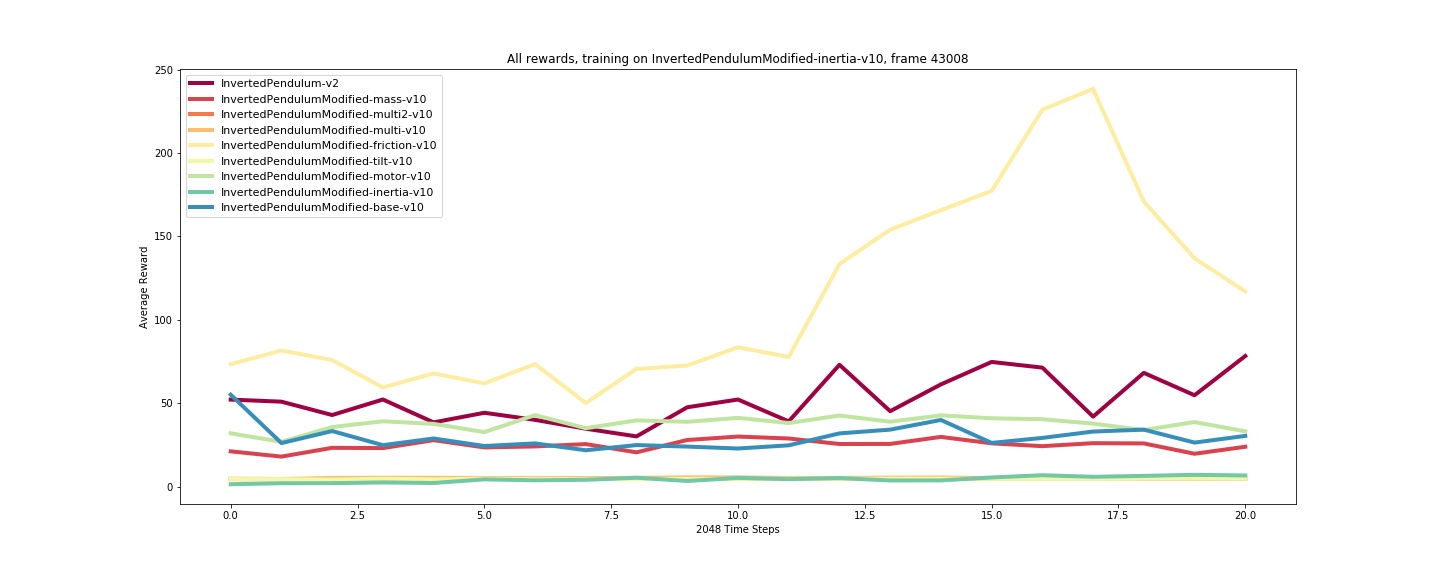 All rewards, training on InvertedPendulumModified-inertia-v10, frame 43008
250
200
150
100
50
0
Average Reward
InvertedPendulum-v2
InvertedPendulumModified-mass-v10
InvertedPendulumModified-multi2-v10
InvertedPendulumModified-multi-v10
InvertedPendulumModified-friction-v10
InvertedPendulumModified-tilt-v10
InvertedPendulumModified-motor-v10
InvertedPendulumModified-inertia-v10
InvertedPendulumModified-base-v10
0.0 2.5 5.0 7.5 10.0 12.5 15.0 17.5 20.0
2048 Time Steps